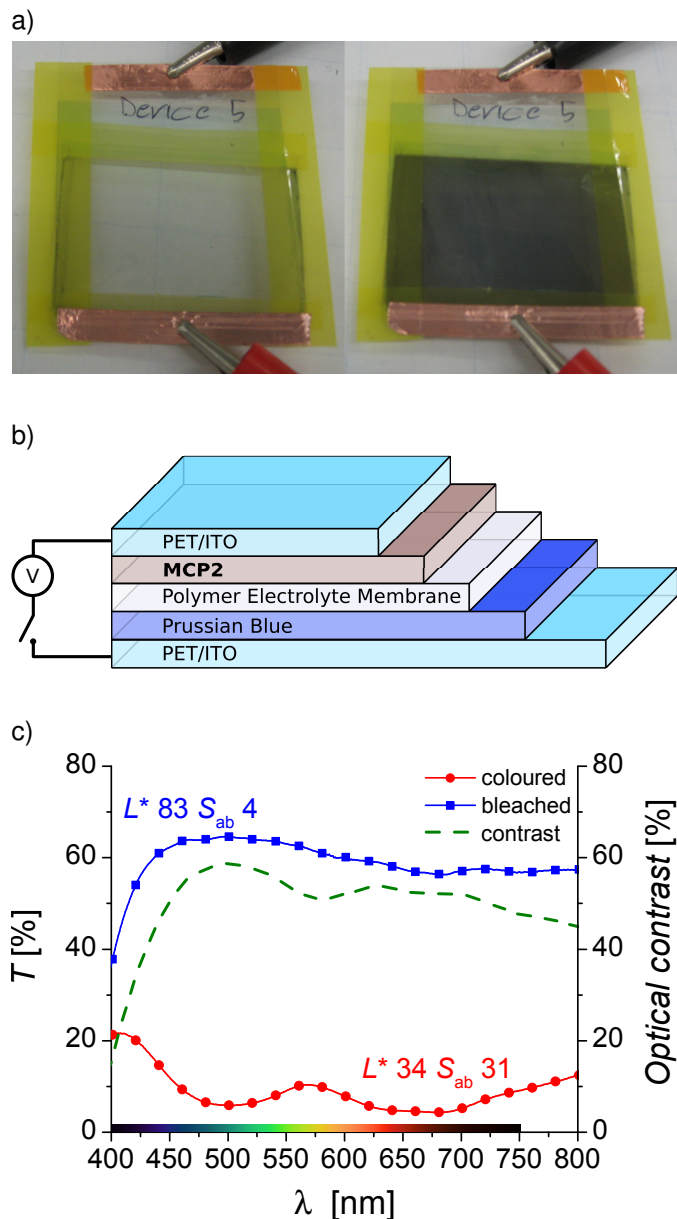 a)
Device 5
Device 5
b)
PET/ITO
MCP2
Polymer Electrolyte Membrane
Prussian Blue
PET/ITO
V
c)
80
60
40
20
0
T [%]
L* 83 S_ab 4
coloured
bleached
contrast
L* 34 S_ab 31
80
60
40
20
0
Optical contrast [%]
400 450 500 550 600 650 700 750 800
λ [nm]